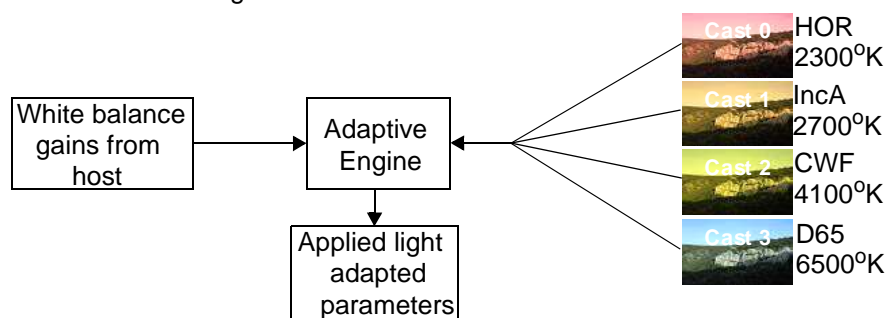 White balance
gains from
host
Adaptive
Engine
Applied light
adapted
parameters
Cast 0
HOR
2300°K
Cast 1
IncA
2700°K
Cast 2
CWF
4100°K
Cast 3
D65
6500°K